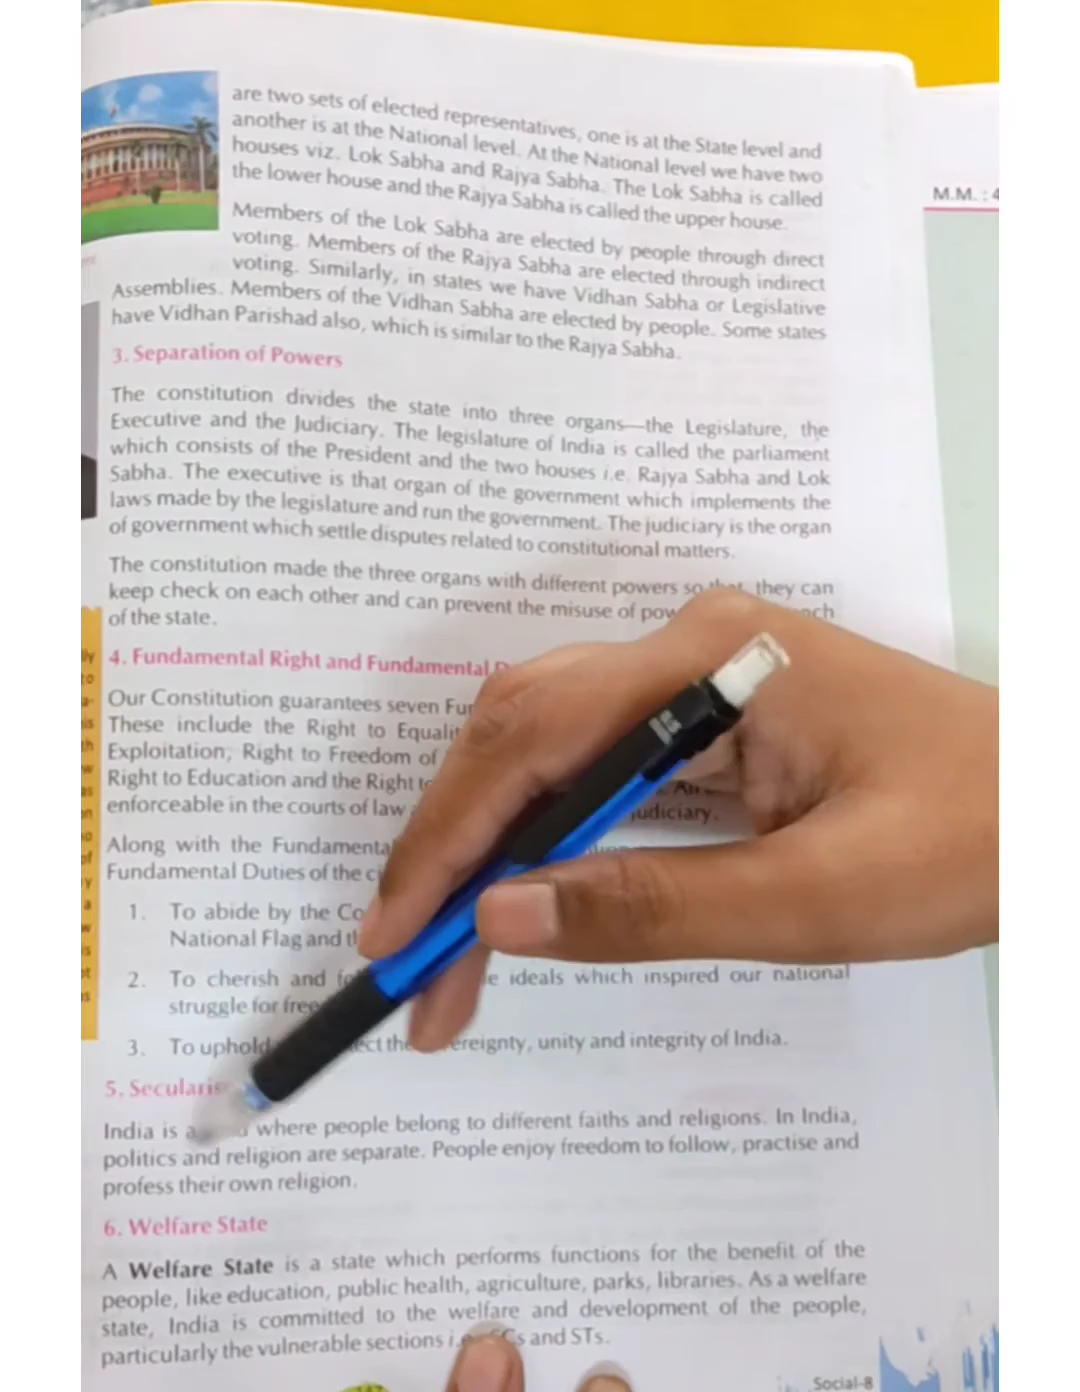 are two sets of elected representatives, one is at the State level and
another is at the National level. At the National level we have two
houses viz. Lok Sabha and Rajya Sabha. The Lok Sabha is called
the lower house and the Rajya Sabha is called the upper house.
Members of the Lok Sabha are elected by people through direct
voting. Members of the Rajya Sabha are elected through indirect
voting. Similarly, in states we have Vidhan Sabha or Legislative
Assemblies. Members of the Vidhan Sabha are elected by people. Some states
have Vidhan Parishad also, which is similar to the Rajya Sabha.
3. Separation of Powers
The constitution divides the state into three organs—the Legislature, the
Executive and the Judiciary. The legislature of India is called the parliament
which consists of the President and the two houses i.e. Rajya Sabha and Lok
Sabha. The executive is that organ of the government which implements the
laws made by the legislature and run the government. The judiciary is the organ
of government which settle disputes related to constitutional matters.
The constitution made the three organs with different powers so that, they can
keep check on each other and can prevent the misuse of
of the state.
4. Fundamental Right and Fundamental
Our Constitution guarantees seven
These include the Right to
Exploitation, Right to Freedom of
Right to Education and the Right
enforceable in the courts of law judiciary.
Along with the
Fundamental Duties of the
1. To abide by the
National Flag and
2. To cherish and ideals which inspired our national
struggle for
3. To uphold unity and integrity of India.
5. Secularis
India is a where people belong to different faiths and religions. In India,
politics and religion are separate. People enjoy freedom to follow, practise and
profess their own religion.
6. Welfare State
A Welfare State is a state which performs functions for the benefit of the
people, like education, public health, agriculture, parks, libraries. As a welfare
state, India is committed to the welfare and development of the people,
particularly the vulnerable sections SCs and STs.
Social-8
M.M. : 4